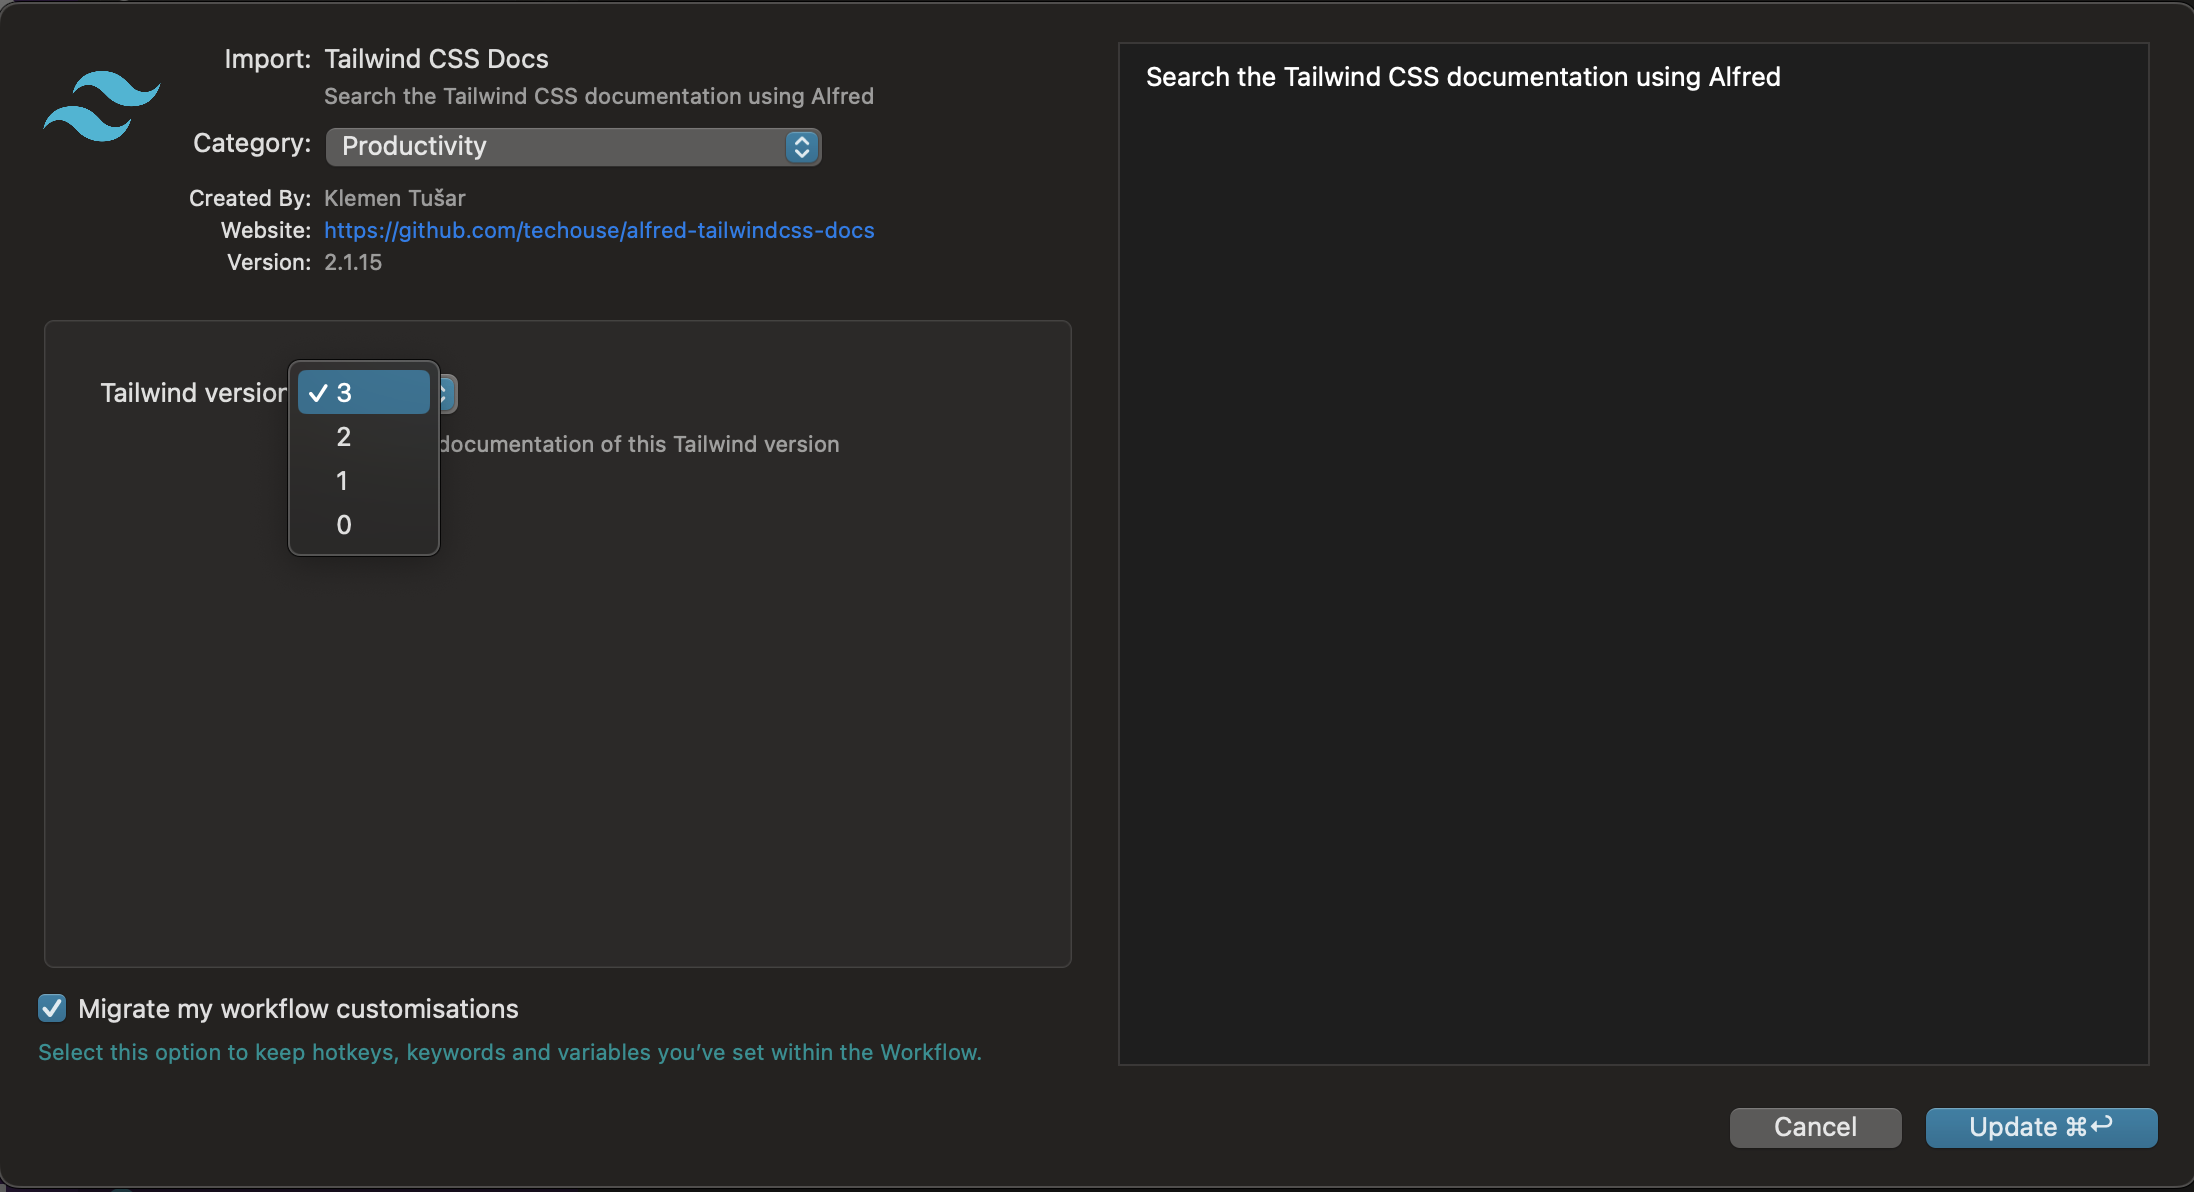 Import: Tailwind CSS Docs
Search the Tailwind CSS documentation using Alfred
Category: Productivity
Created By: Klemen Tušar
Website: https://github.com/techouse/alfred-tailwindcss-docs
Version: 2.1.15
Tailwind version
✓ 3
2
1
0
documentation of this Tailwind version
Migrate my workflow customisations
Select this option to keep hotkeys, keywords and variables you’ve set within the Workflow.
Search the Tailwind CSS documentation using Alfred
Cancel
Update ⌘↩